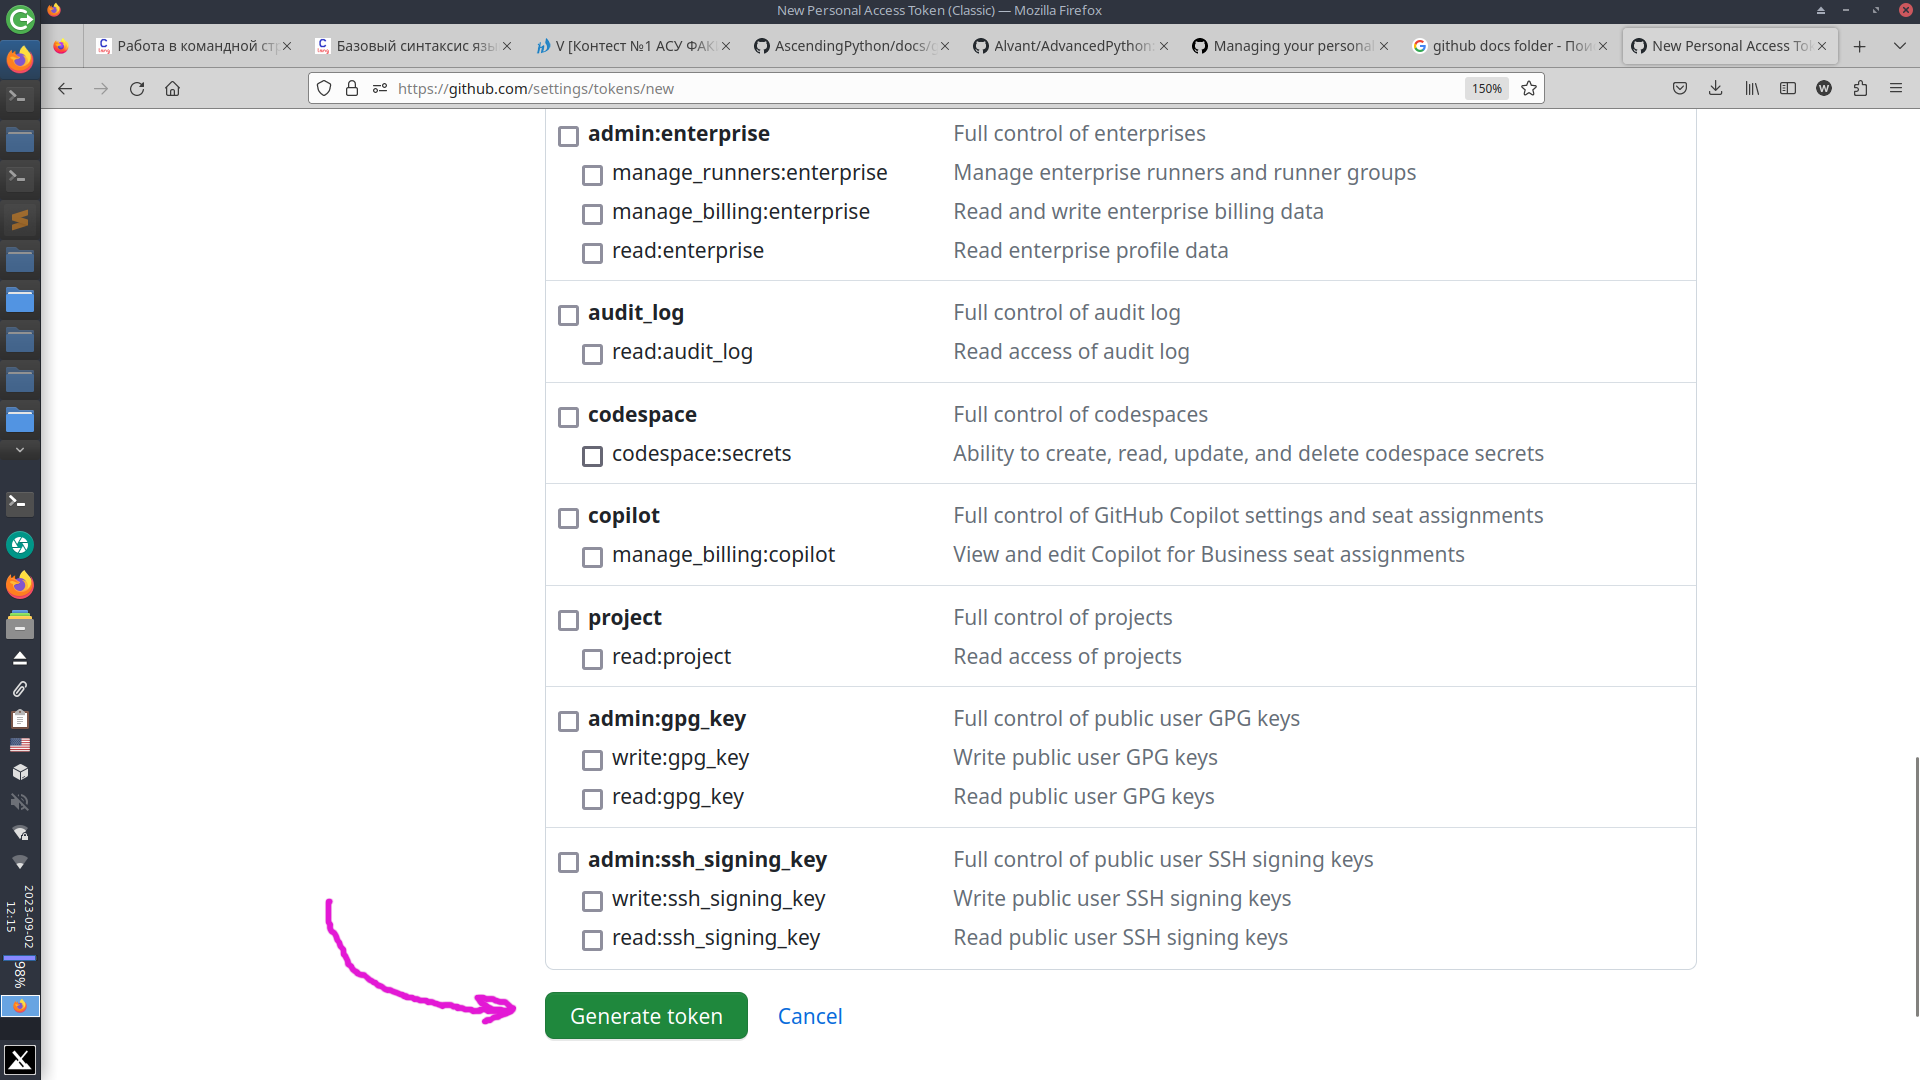 New Personal Access Token (Classic) — Mozilla Firefox
Работа в командной стр
Базовый синтаксис язы
V [Контест №1 АСУ ФАК
AscendingPython/docs/g
Alvant/AdvancedPython:
Managing your personal
github docs folder - Пои
New Personal Access To
https://github.com/settings/tokens/new
150%
admin:enterprise Full control of enterprises
manage_runners:enterprise Manage enterprise runners and runner groups
manage_billing:enterprise Read and write enterprise billing data
read:enterprise Read enterprise profile data
audit_log Full control of audit log
read:audit_log Read access of audit log
codespace Full control of codespaces
codespace:secrets Ability to create, read, update, and delete codespace secrets
copilot Full control of GitHub Copilot settings and seat assignments
manage_billing:copilot View and edit Copilot for Business seat assignments
project Full control of projects
read:project Read access of projects
admin:gpg_key Full control of public user GPG keys
write:gpg_key Write public user GPG keys
read:gpg_key Read public user GPG keys
admin:ssh_signing_key Full control of public user SSH signing keys
write:ssh_signing_key Write public user SSH signing keys
read:ssh_signing_key Read public user SSH signing keys
Generate token Cancel
2023-09-02
12:15
98%